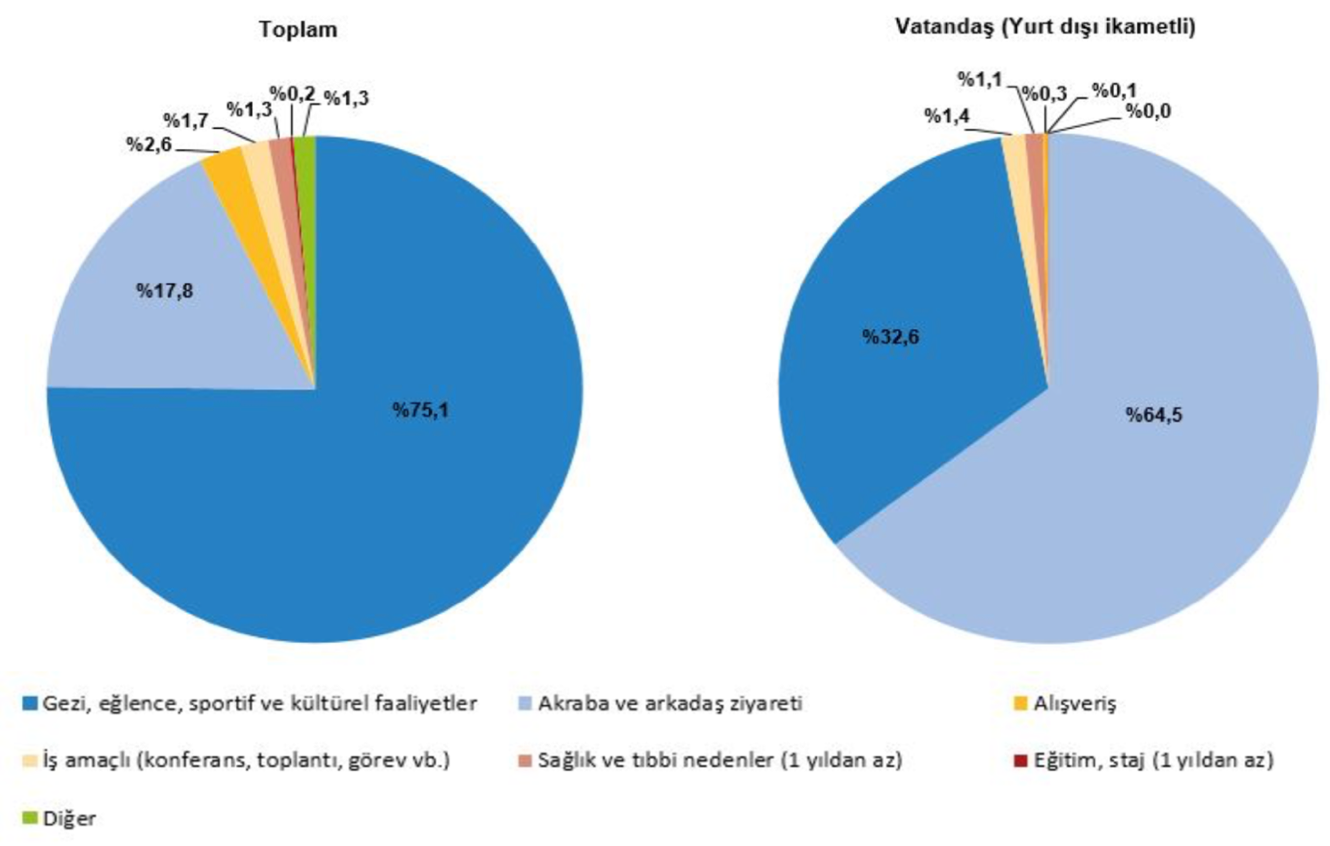 Toplam
%2,6
%1,7
%1,3
%0,2
%1,3
%17,8
%75,1
Vatandaş (Yurt dışı ikametli)
%1,4
%1,1
%0,3
%0,1
%0,0
%32,6
%64,5
Gezi, eğlence, sportif ve kültürel faaliyetler
Akraba ve arkadaş ziyareti
Alışveriş
İş amaçlı (konferans, toplantı, görev vb.)
Sağlık ve tıbbi nedenler (1 yıldan az)
Eğitim, staj (1 yıldan az)
Diğer